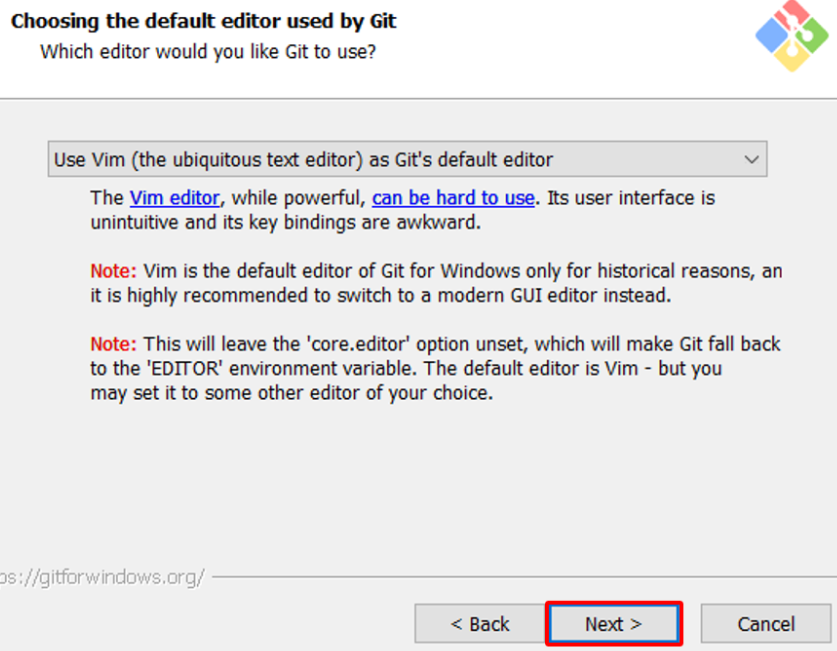 Choosing the default editor used by Git
Which editor would you like Git to use?
Use Vim (the ubiquitous text editor) as Git's default editor
The Vim editor, while powerful, can be hard to use. Its user interface is
unintuitive and its key bindings are awkward.
Note: Vim is the default editor of Git for Windows only for historical reasons, an
it is highly recommended to switch to a modern GUI editor instead.
Note: This will leave the 'core.editor' option unset, which will make Git fall back
to the 'EDITOR' environment variable. The default editor is Vim - but you
may set it to some other editor of your choice.
ps://gitforwindows.org/
< Back
Next >
Cancel